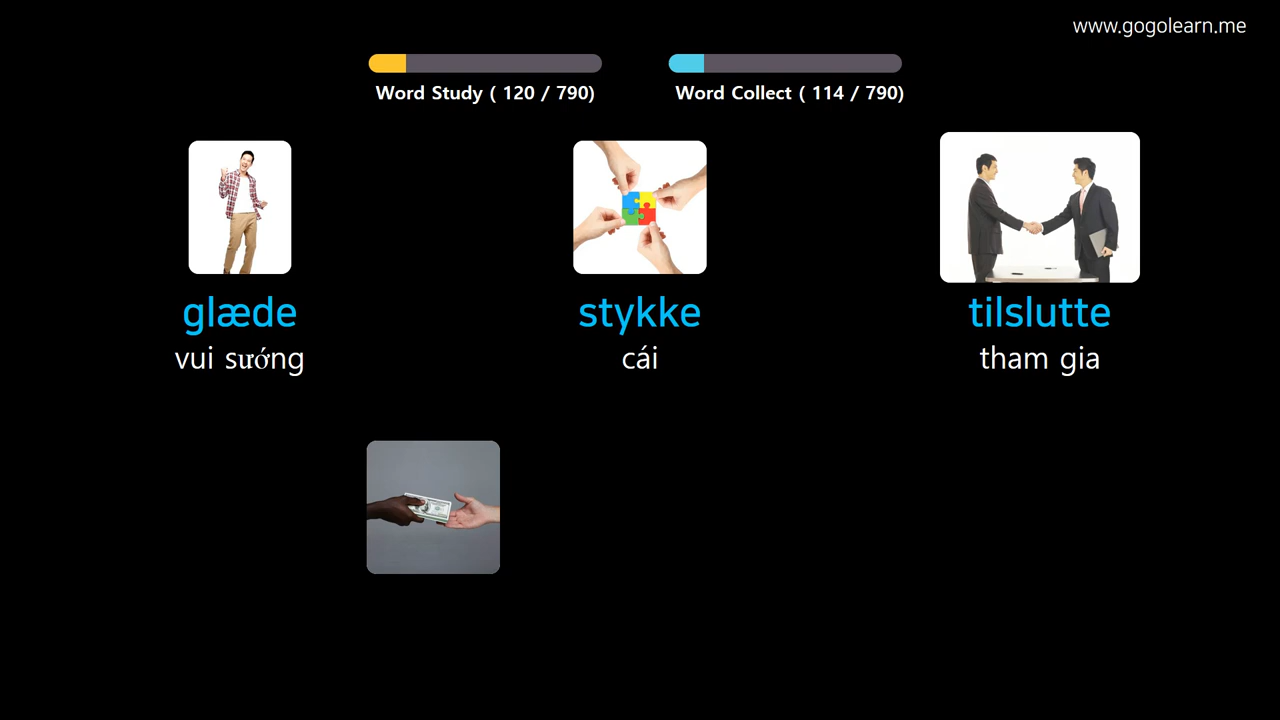 www.gogolearn.me
Word Study ( 120 / 790)
Word Collect ( 114 / 790)
glæde
stykke
tilslutte
vui sướng
cái
tham gia